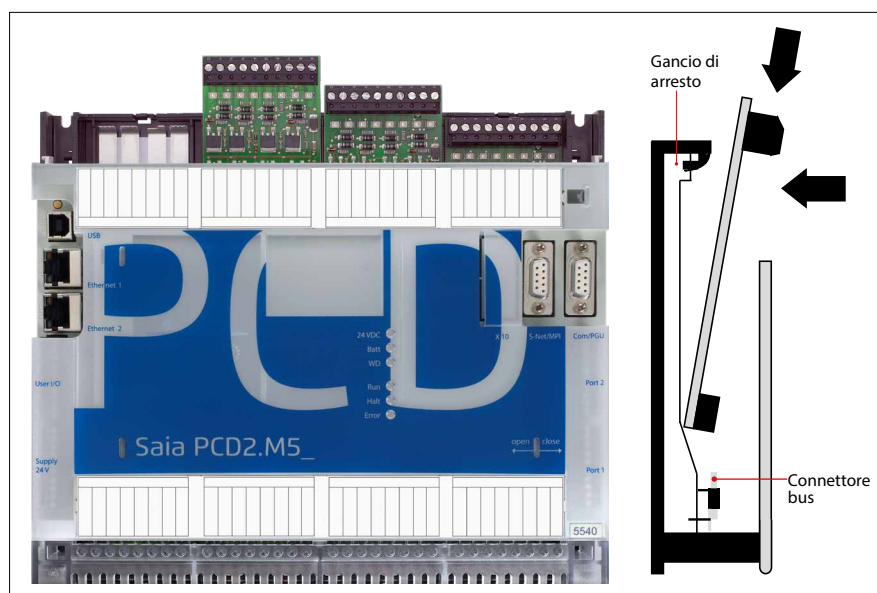 Gancio di
arresto
PCD
USB
Ethernet 1
Ethernet 2
24 VDC
Batt
WD
Run
Halt
Error
X 10
S-Net/MPI
Com/PGU
User I/O
Port 2
Saia PCD2.M5_
open
close
Supply
24 V
Port 1
Connettore
bus
5540